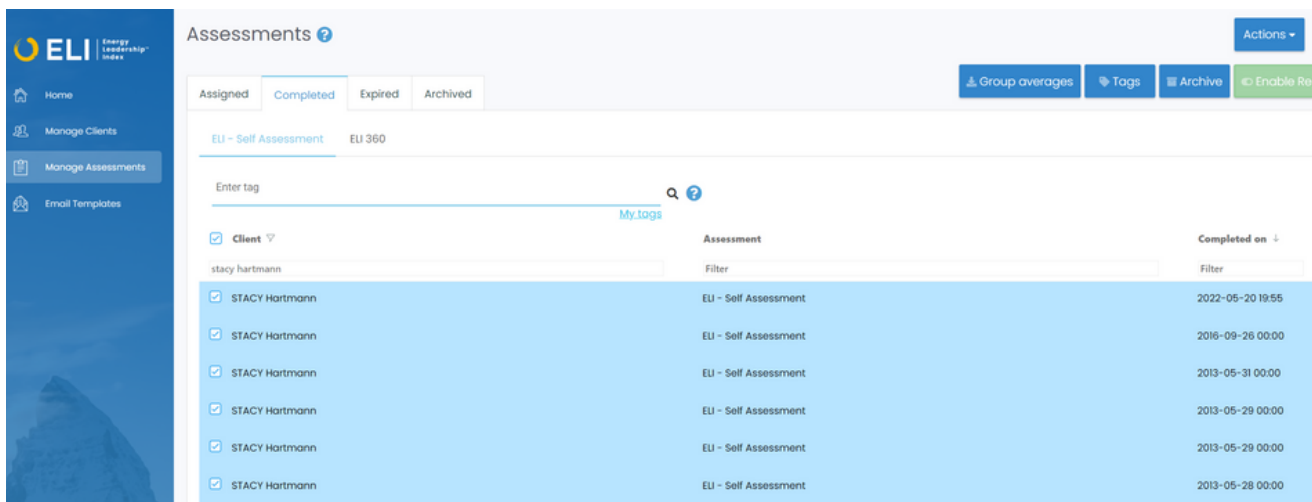 ELI Energy Leadership™ Index
Home
Manage Clients
Manage Assessments
Email Templates
Assessments ?
Actions
Group averages Tags Archive Enable Re
Assigned Completed Expired Archived
ELI - Self Assessment ELI 360
Enter tag
?
My tags
Client Assessment Completed on ↓
stacy hartmann Filter Filter
STACY Hartmann ELI - Self Assessment 2022-05-20 19:55
STACY Hartmann ELI - Self Assessment 2016-09-26 00:00
STACY Hartmann ELI - Self Assessment 2013-05-31 00:00
STACY Hartmann ELI - Self Assessment 2013-05-29 00:00
STACY Hartmann ELI - Self Assessment 2013-05-29 00:00
STACY Hartmann ELI - Self Assessment 2013-05-28 00:00